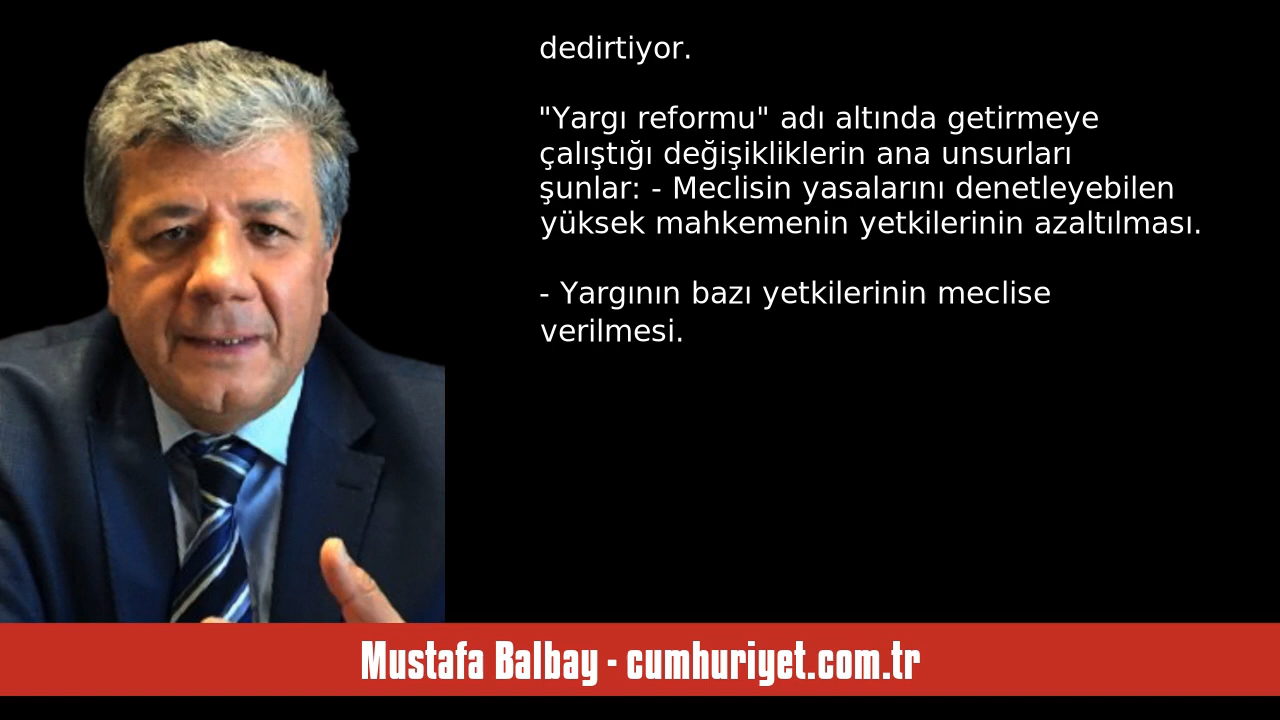 dedirtiyor.
"Yargı reformu" adı altında getirmeye
çalıştığı değişikliklerin ana unsurları
şunlar: - Meclisin yasalarını denetleyebilen
yüksek mahkemenin yetkilerinin azaltılması.
- Yargının bazı yetkilerinin meclise
verilmesi.
Mustafa Balbay - cumhuriyet.com.tr